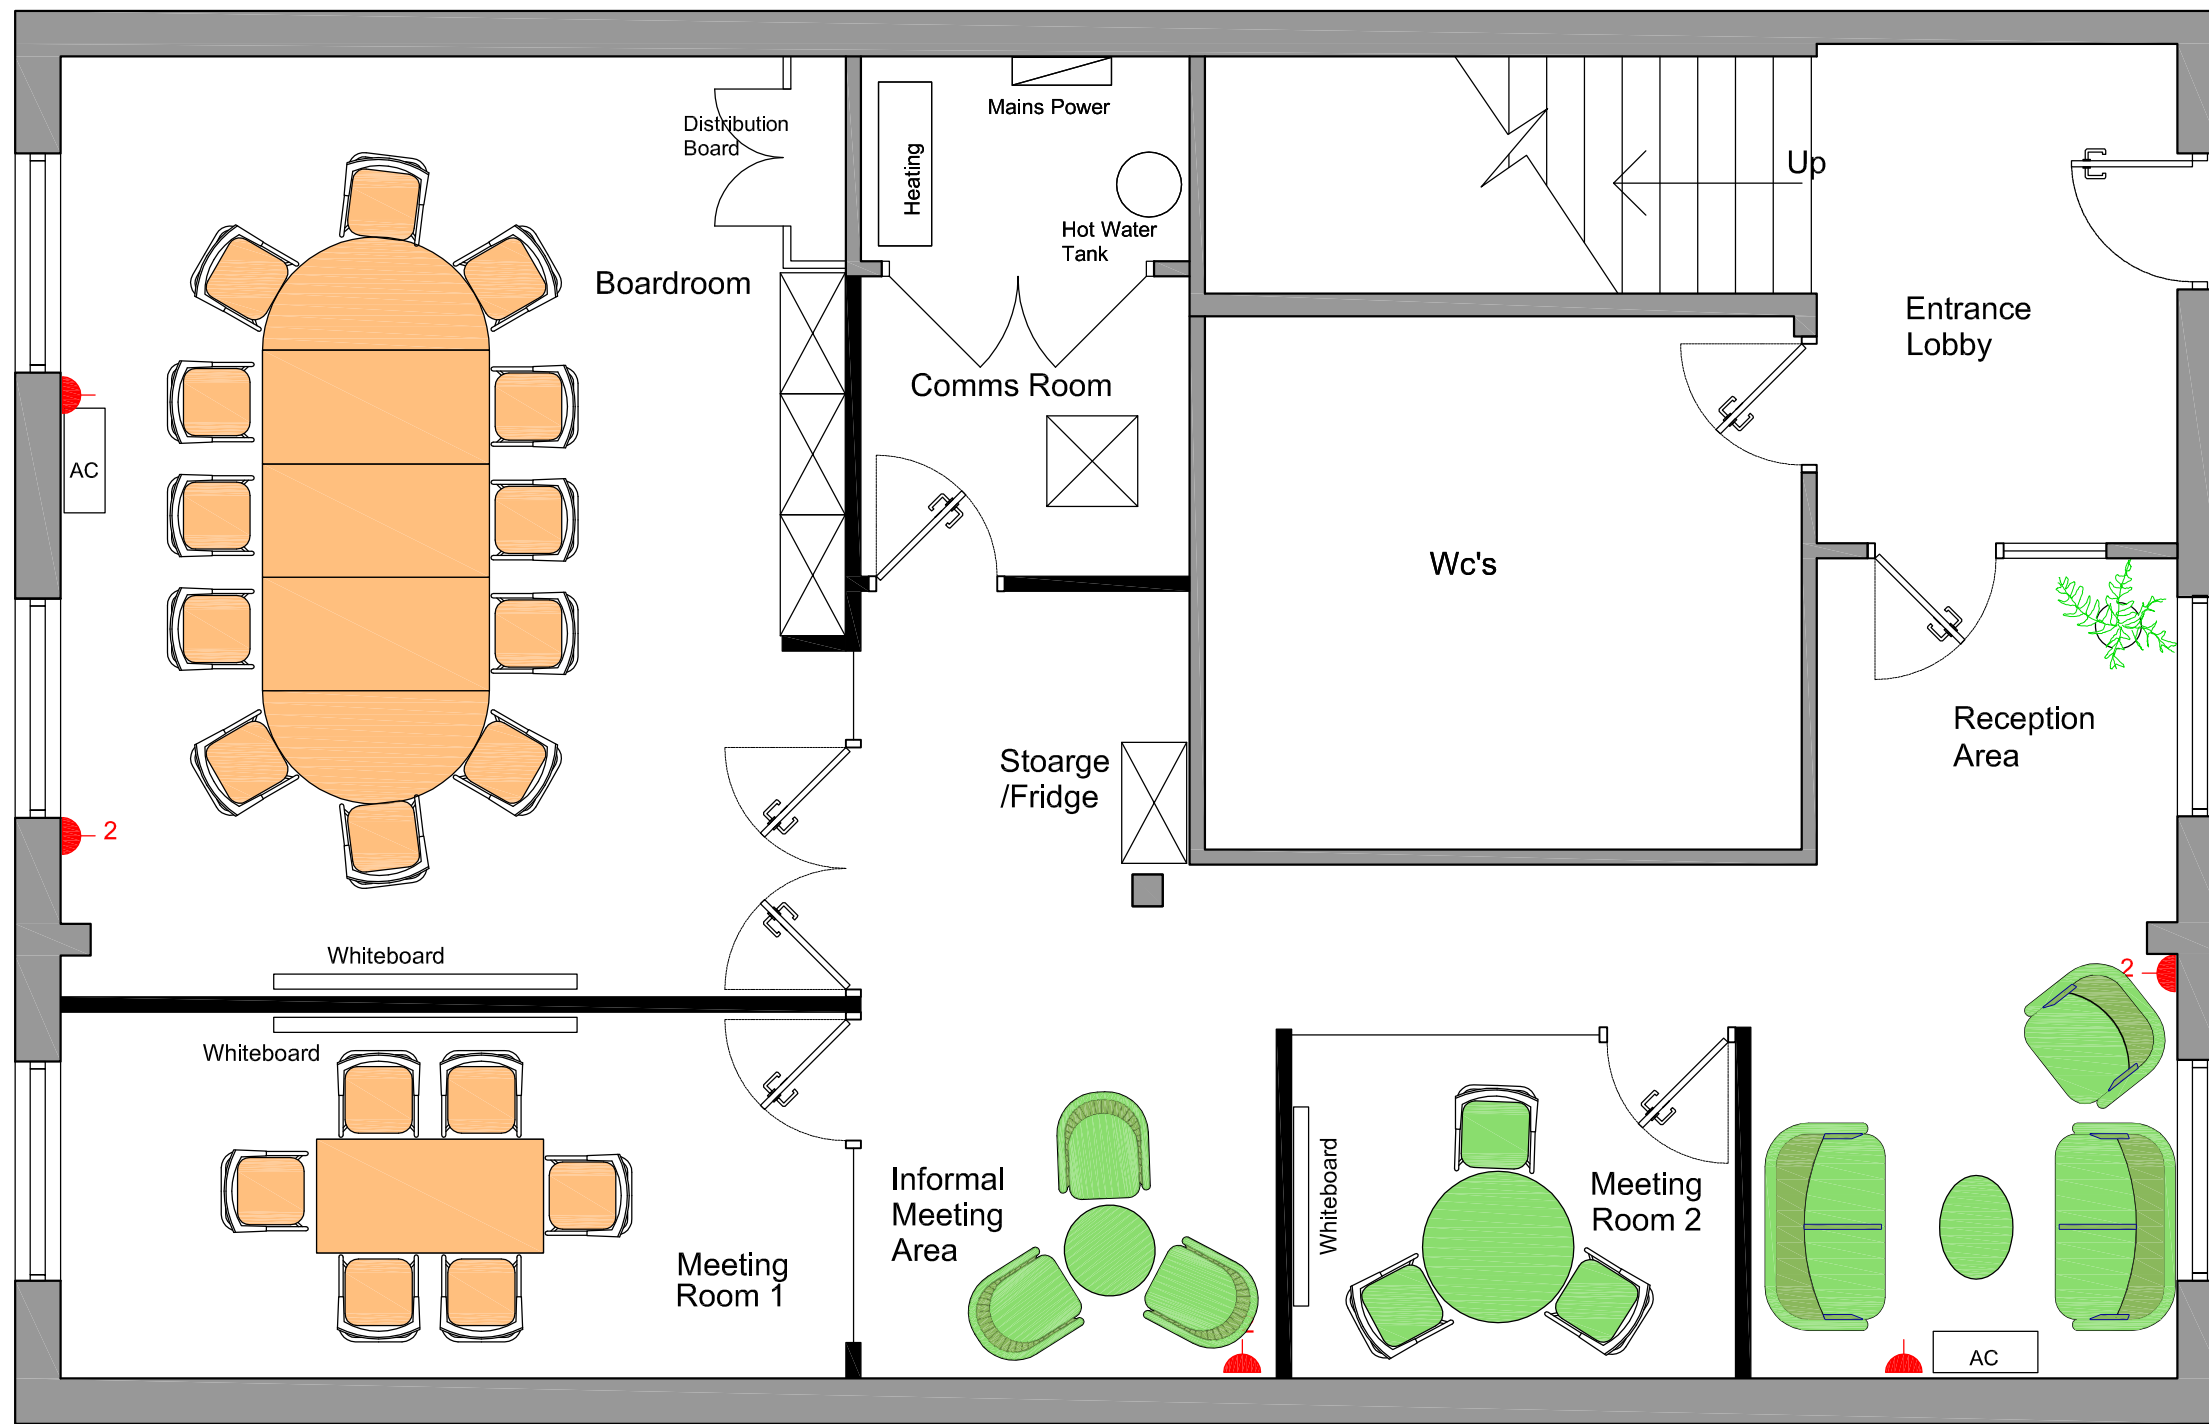 Mains Power
Distribution
Board
Heating
Up
Hot Water
Tank
Boardroom
Entrance
Lobby
Comms Room
AC
Wc's
Reception
Area
Stoarge
/Fridge
2
Whiteboard
2
Whiteboard
Whiteboard
Informal
Meeting
Area
Meeting
Room 2
Meeting
Room 1
AC